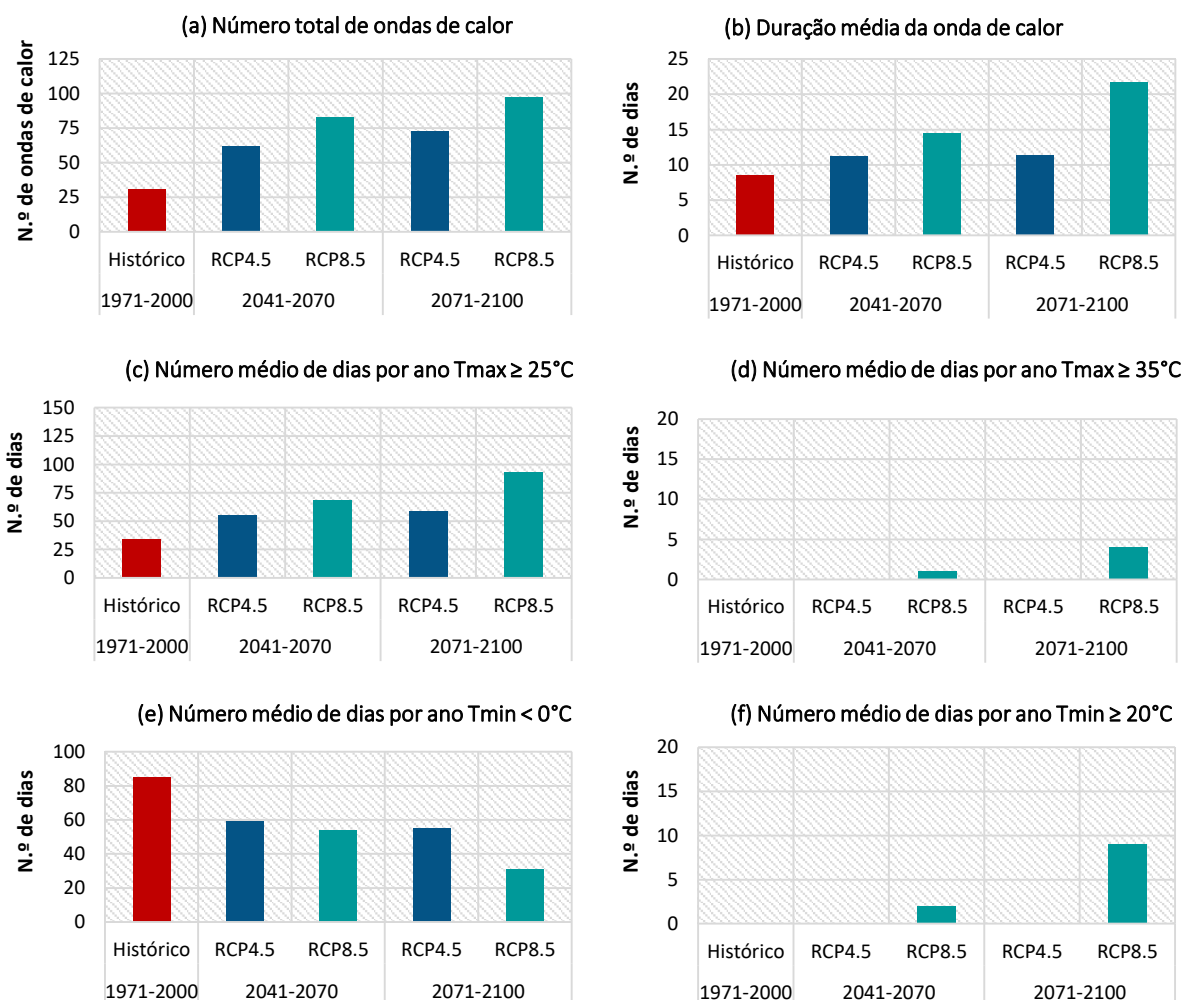 (a) Número total de ondas de calor
N.º de ondas de calor
125
100
75
50
25
0
Histórico RCP4.5 RCP8.5 RCP4.5 RCP8.5
1971-2000 2041-2070 2071-2100
(b) Duração média da onda de calor
N.º de dias
25
20
15
10
5
0
Histórico RCP4.5 RCP8.5 RCP4.5 RCP8.5
1971-2000 2041-2070 2071-2100
(c) Número médio de dias por ano Tmax ≥ 25°C
N.º de dias
150
125
100
75
50
25
0
Histórico RCP4.5 RCP8.5 RCP4.5 RCP8.5
1971-2000 2041-2070 2071-2100
(d) Número médio de dias por ano Tmax ≥ 35°C
N.º de dias
20
15
10
5
0
Histórico RCP4.5 RCP8.5 RCP4.5 RCP8.5
1971-2000 2041-2070 2071-2100
(e) Número médio de dias por ano Tmin < 0°C
N.º de dias
100
80
60
40
20
0
Histórico RCP4.5 RCP8.5 RCP4.5 RCP8.5
1971-2000 2041-2070 2071-2100
(f) Número médio de dias por ano Tmin ≥ 20°C
N.º de dias
20
15
10
5
0
Histórico RCP4.5 RCP8.5 RCP4.5 RCP8.5
1971-2000 2041-2070 2071-2100